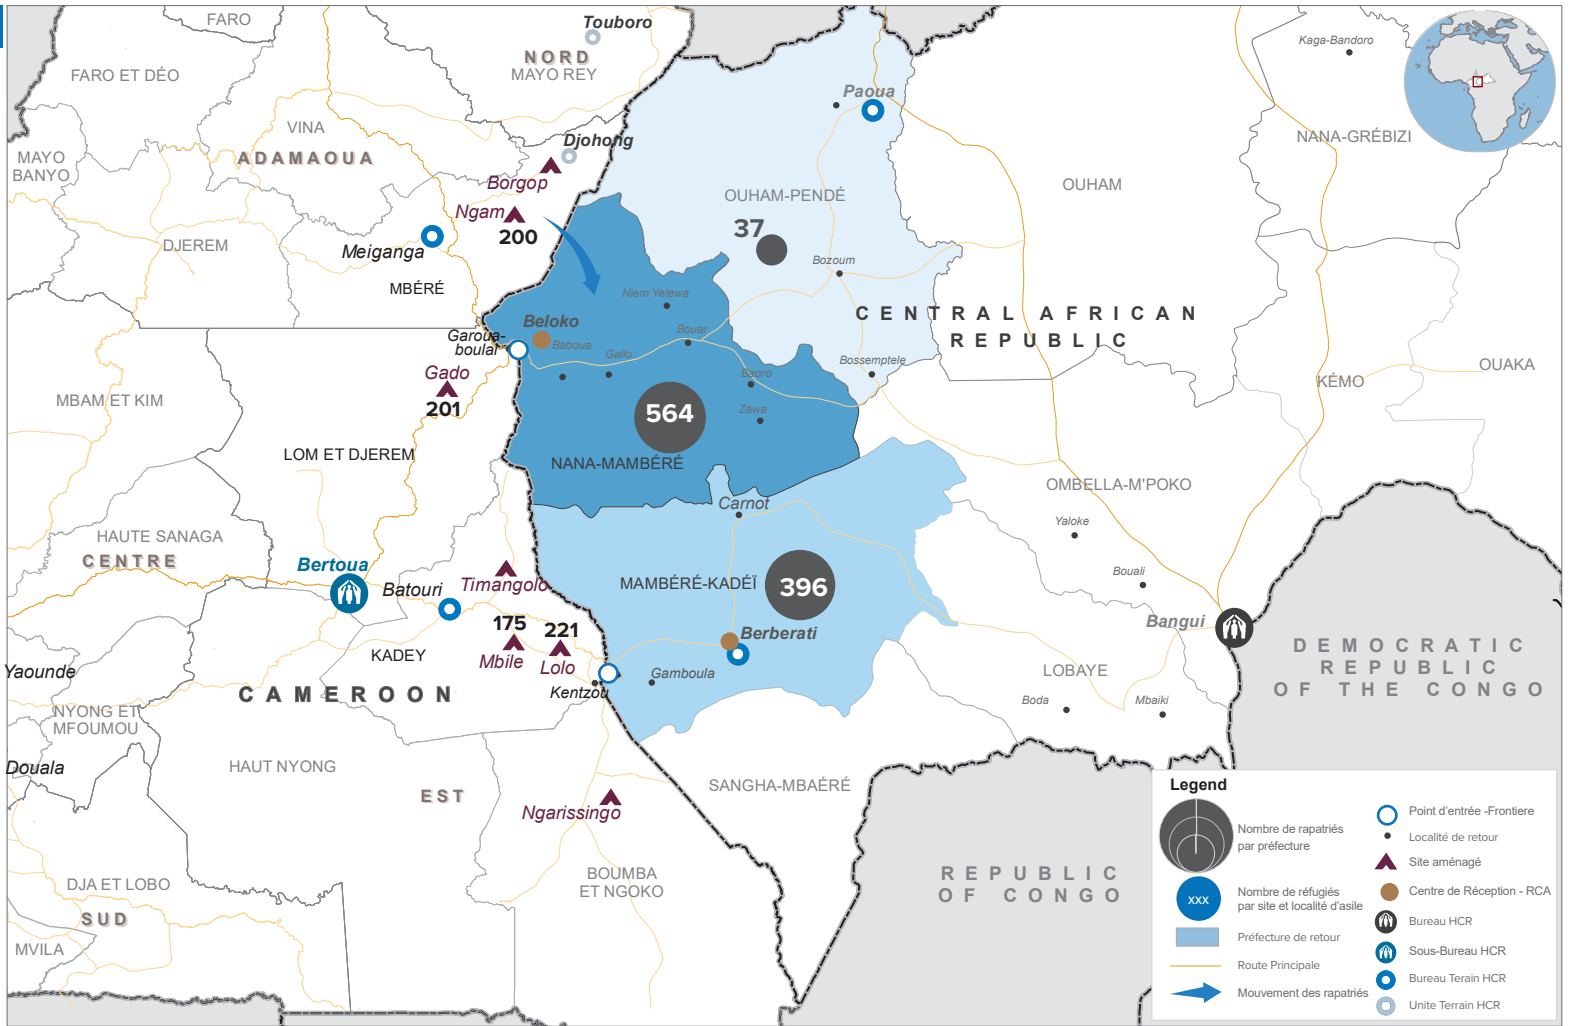 FARO
Touboro
NORD
MAYO REY
FARO ET DÉO
Kaga-Bandoro
Paoua
VINA
ADAMAOUA
Djohong
NANA-GRÉBIZI
MAYO
BANYO
Borgop
OUHAM-PENDÉ
OUHAM
Ngam
200
37
DJEREM
Meiganga
Bozoum
MBÉRÉ
Niem Yelewa
CENTRAL AFRICAN
REPUBLIC
Beloko
Garoua-
boulai
Baboua
Bouar
Gallo
Bossemptele
OUAKA
Gado
201
Baoro
KÉMO
MBAM ET KIM
Zawa
564
LOM ET DJEREM
NANA-MAMBÉRÉ
OMBELLA-M'POKO
Carnot
Yaloke
HAUTE SANAGA
CENTRE
Bertoua
Batouri
Timangolo
MAMBÉRÉ-KADÉÏ
396
Bouali
175
221
Bangui
Berberati
KADEY
Mbile
Lolo
DEMOCRATIC
REPUBLIC
OF THE CONGO
Yaounde
Gamboula
LOBAYE
CAMEROON
Kentzou
Boda
Mbaiki
NYONG ET
MFOUMOU
Douala
HAUT NYONG
SANGHA-MBAÉRÉ
EST
Ngarissingo
BOUMBA
ET NGOKO
REPUBLIC
OF CONGO
DJA ET LOBO
SUD
MVILA
Legend
Nombre de rapatriés
par préfecture
xxx
Nombre de réfugiés
par site et localité d'asile
Préfecture de retour
Route Principale
Mouvement des rapatriés
Point d'entrée -Frontiere
Localité de retour
Site aménagé
Centre de Réception - RCA
Bureau HCR
Sous-Bureau HCR
Bureau Terrain HCR
Unite Terrain HCR